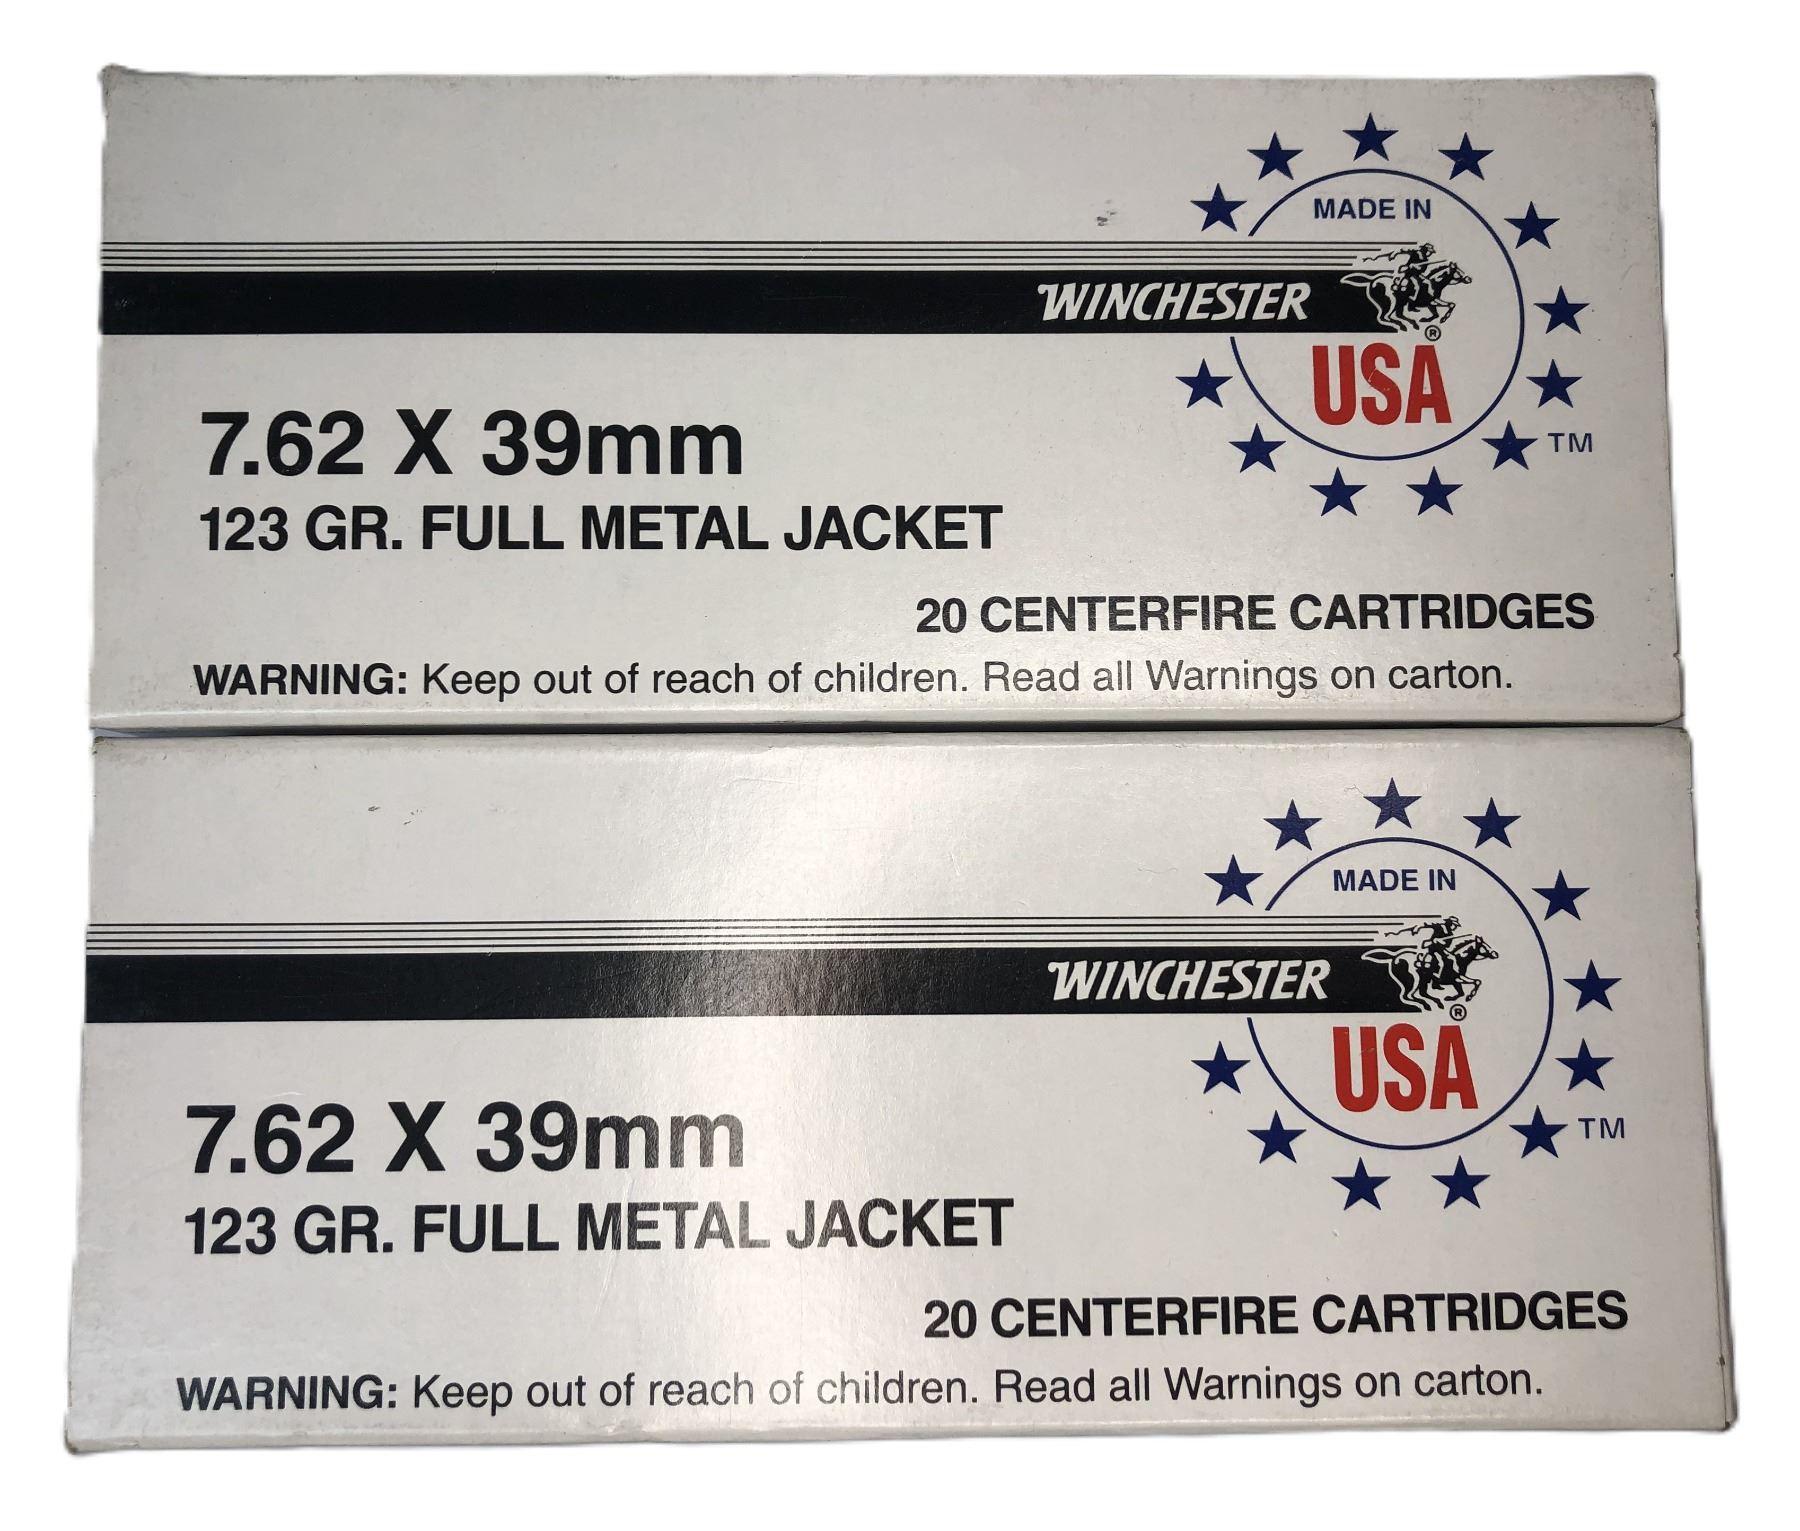 MADE IN
WINCHESTER
®
USA
TM
7.62 X 39mm
123 GR. FULL METAL JACKET
20 CENTERFIRE CARTRIDGES
WARNING: Keep out of reach of children. Read all Warnings on carton.
MADE IN
WINCHESTER
®
USA
TM
7.62 X 39mm
123 GR. FULL METAL JACKET
20 CENTERFIRE CARTRIDGES
WARNING: Keep out of reach of children. Read all Warnings on carton.